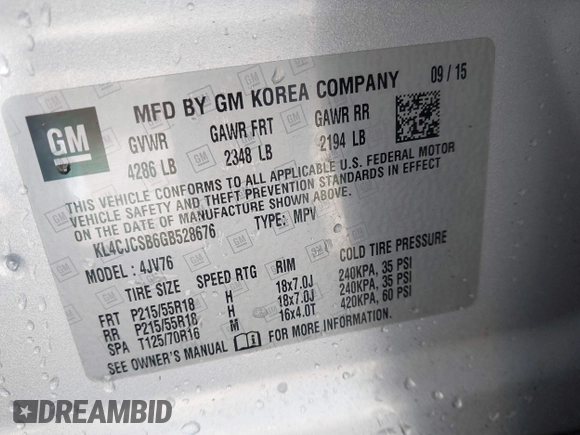 GM
MFD BY GM KOREA COMPANY 09 / 15
GVWR GAWR FRT GAWR RR
4286 LB 2348 LB 2194 LB
THIS VEHICLE CONFORMS TO ALL APPLICABLE U.S. FEDERAL MOTOR
VEHICLE SAFETY AND THEFT PREVENTION STANDARDS IN EFFECT
ON THE DATE OF MANUFACTURE SHOWN ABOVE.
KL4CJCSB6GB528676 TYPE: MPV
MODEL : 4JV76
TIRE SIZE SPEED RTG RIM COLD TIRE PRESSURE
FRT P215/55R18 H 18x7.0J 240KPA, 35 PSI
RR P215/55R18 H 18x7.0J 240KPA, 35 PSI
SPA T125/70R16 M 16x4.0T 420KPA, 60 PSI
SEE OWNER'S MANUAL FOR MORE INFORMATION.
DREAMBID